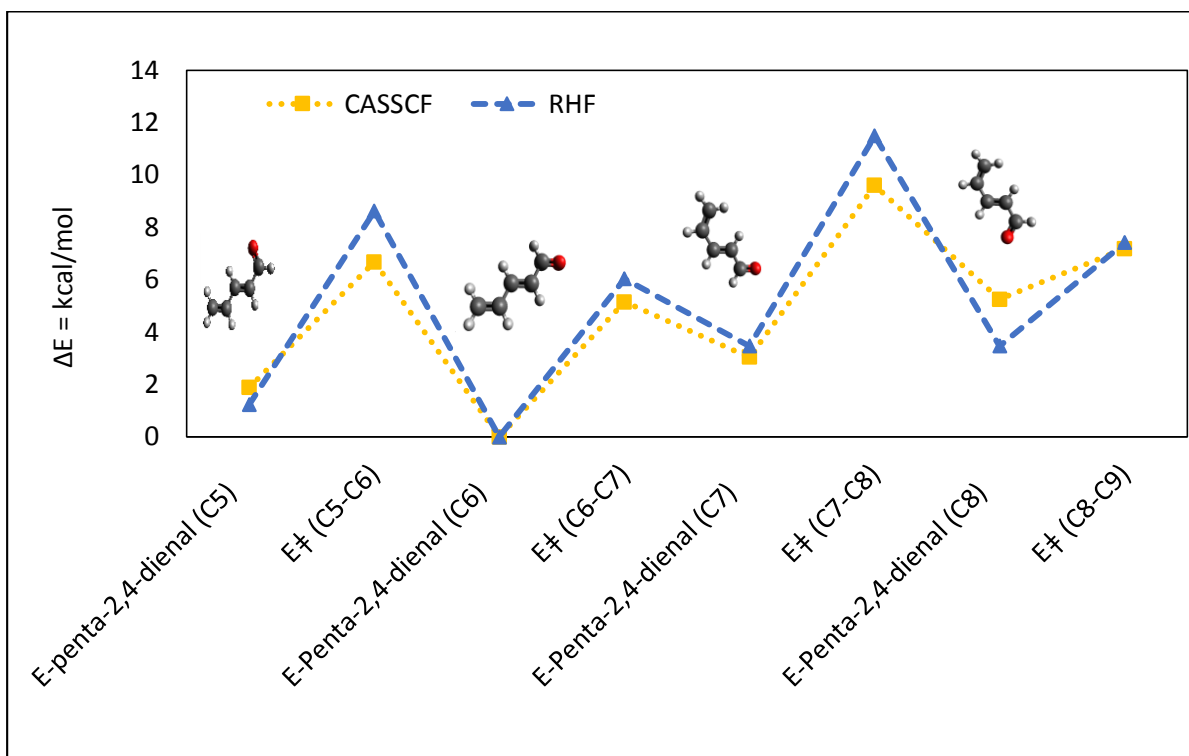 14
12
10
8
6
4
2
0
ΔE = kcal/mol
CASSCF
RHF
E-penta-2,4-dienal (C5)
E‡ (C5-C6)
E-Penta-2,4-dienal (C6)
E‡ (C6-C7)
E-Penta-2,4-dienal (C7)
E‡ (C7-C8)
E-Penta-2,4-dienal (C8)
E‡ (C8-C9)